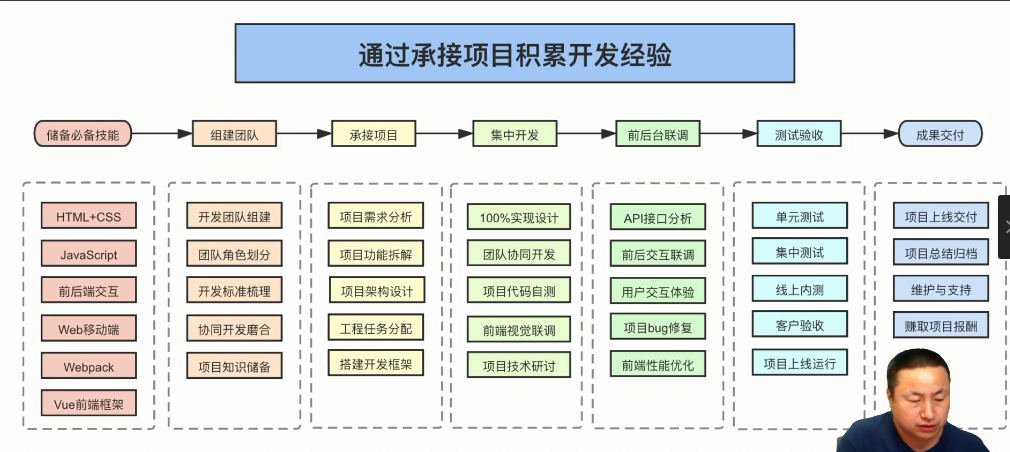 通过承接项目积累开发经验
储备必备技能
组建团队
承接项目
集中开发
前后台联调
测试验收
成果交付
HTML+CSS
JavaScript
前后端交互
Web移动端
Webpack
Vue前端框架
开发团队组建
团队角色划分
开发标准梳理
协同开发磨合
项目知识储备
项目需求分析
项目功能拆解
项目架构设计
工程任务分配
搭建开发框架
100%实现设计
团队协同开发
项目代码自测
前端视觉联调
项目技术研讨
API接口分析
前后交互联调
用户交互体验
项目bug修复
前端性能优化
单元测试
集中测试
线上内测
客户验收
项目上线运行
项目上线交付
项目总结归档
维护与支持
赚取项目报酬